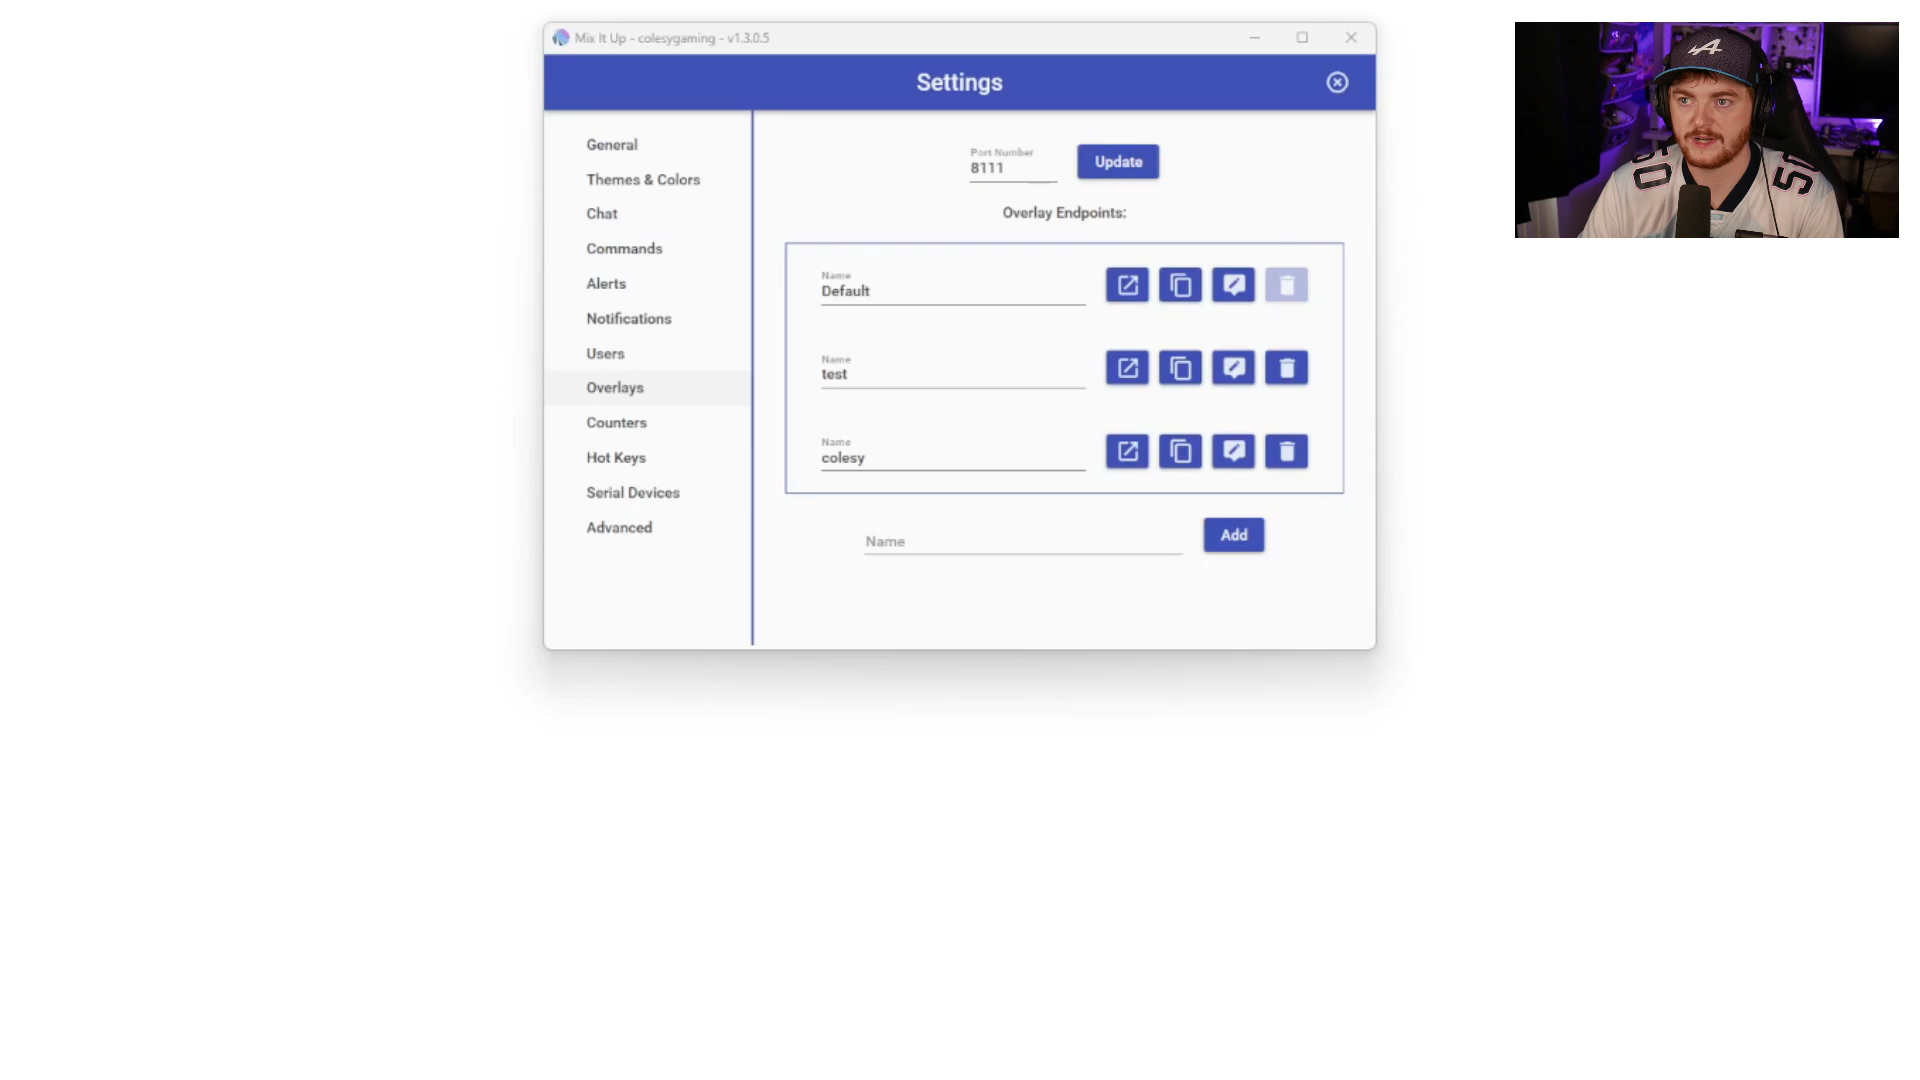 Mix It Up - colesygaming - v1.3.0.5
Settings
General
Themes & Colors
Chat
Commands
Alerts
Notifications
Users
Overlays
Counters
Hot Keys
Serial Devices
Advanced
Port Number
8111
Update
Overlay Endpoints:
Name
Default
Name
test
Name
colesy
Name
Add
A
50
50